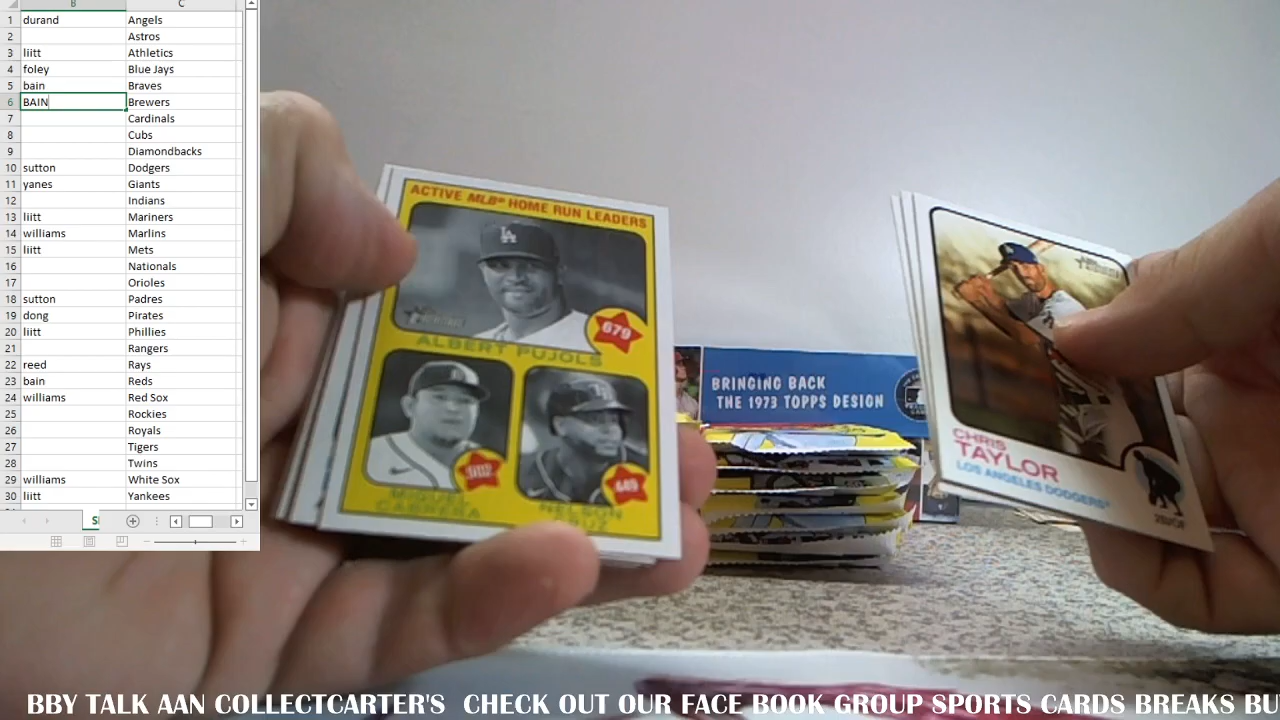 B C
1 durand Angels
2 Astros
3 liitt Athletics
4 foley Blue Jays
5 bain Braves
6 BAIN Brewers
7 Cardinals
8 Cubs
9 Diamondbacks
10 sutton Dodgers
11 yanes Giants
12 Indians
13 liitt Mariners
14 williams Marlins
15 liitt Mets
16 Nationals
17 Orioles
18 sutton Padres
19 dong Pirates
20 liitt Phillies
21 Rangers
22 reed Rays
23 bain Reds
24 williams Red Sox
25 Rockies
26 Royals
27 Tigers
28 Twins
29 williams White Sox
30 liitt Yankees
ACTIVE MLB HOME RUN LEADERS
LA
679
ALBERT PUJOLS
MIGUEL
CABRERA
NELSON
CRUZ
449
BRINGING BACK
THE 1973 TOPPS DESIGN
CHRIS
TAYLOR
LOS ANGELES DODGERS
BBY TALK AAN COLLECTCARTER'S CHECK OUT OUR FACE BOOK GROUP SPORTS CARDS BREAKS BU